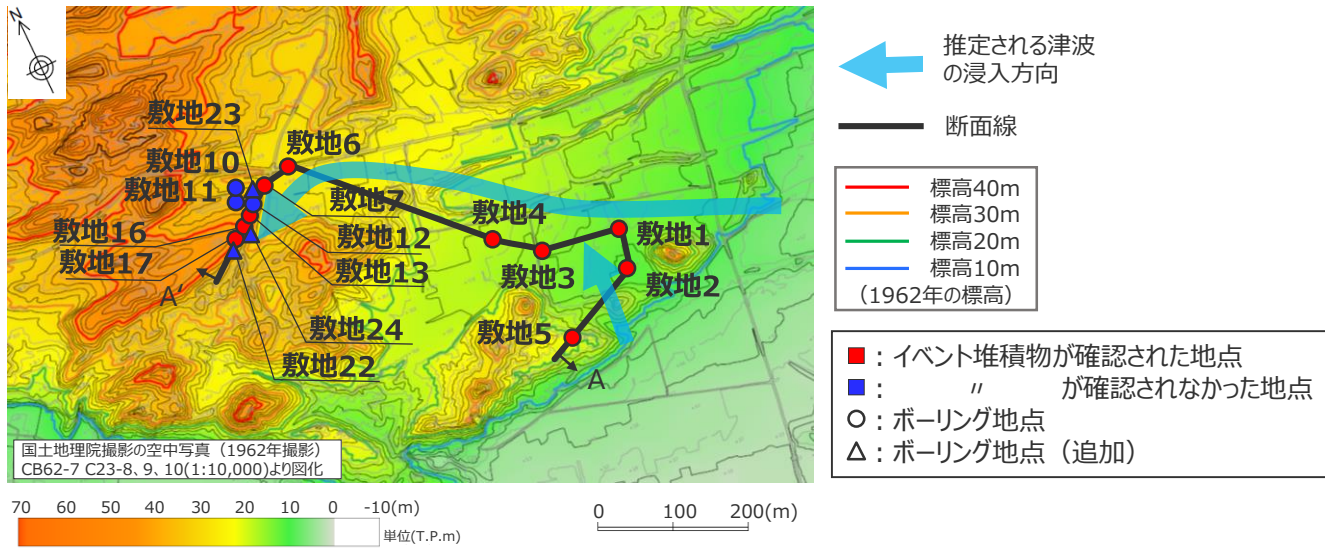 N
敷地23
敷地6
敷地10
敷地11
敷地7
敷地4
敷地1
敷地16
敷地12
敷地17
敷地13
敷地3
敷地2
A'
敷地24
敷地5
敷地22
A
国土地理院撮影の空中写真（1962年撮影）
CB62-7 C23-8、9、10(1:10,000)より図化
70 60 50 40 30 20 10 0 -10(m)
単位(T.P.m)
0 100 200(m)
推定される津波
の浸入方向
断面線
標高40m
標高30m
標高20m
標高10m
（1962年の標高）
：イベント堆積物が確認された地点
： 〃 が確認されなかった地点
：ボーリング地点
：ボーリング地点（追加）